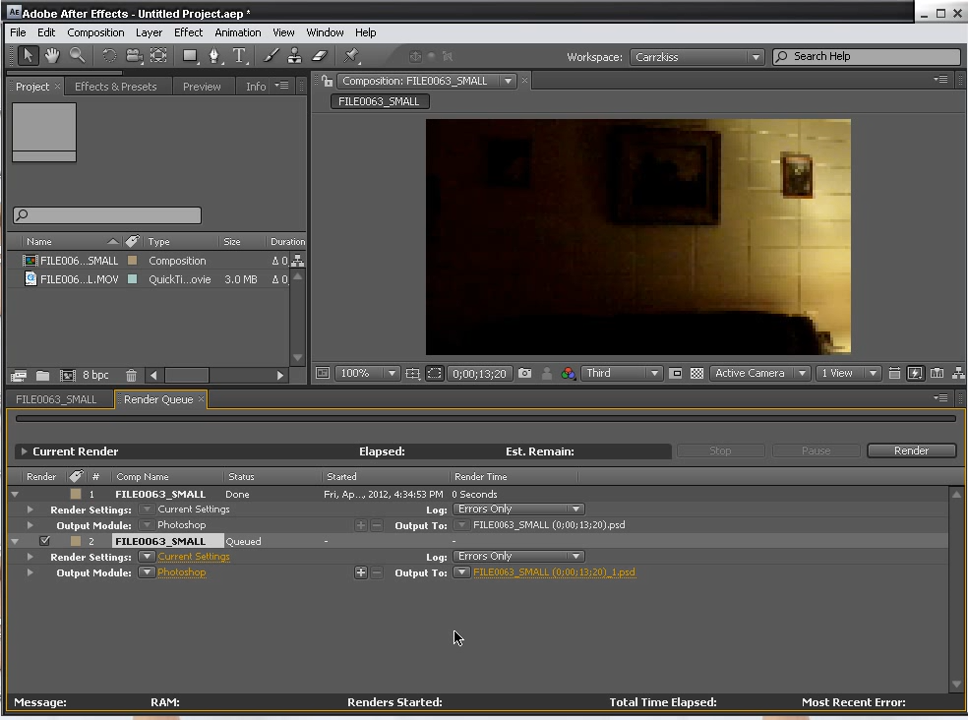 Adobe After Effects - Untitled Project.aep *
File Edit Composition Layer Effect Animation View Window Help
Workspace: Carrzkiss Search Help
Project Effects & Presets Preview Info
Composition: FILE0063_SMALL
FILE0063_SMALL
Name Type Size Duration
FILE006...SMALL Composition Δ 0
FILE006...L.MOV QuickTi...ovie 3.0 MB Δ 0
8 bpc
100% 0;00;13;20 Third Active Camera 1 View
FILE0063_SMALL Render Queue
Current Render Elapsed: Est. Remain: Stop Pause Render
Render # Comp Name Status Started Render Time
1 FILE0063_SMALL Done Fri, Ap..., 2012, 4:34:53 PM 0 Seconds
Render Settings: Current Settings Log: Errors Only
Output Module: Photoshop Output To: FILE0063_SMALL (0;00;13;20).psd
2 FILE0063_SMALL Queued - -
Render Settings: Current Settings Log: Errors Only
Output Module: Photoshop Output To: FILE0063_SMALL (0;00;13;20)_1.psd
Message: RAM: Renders Started: Total Time Elapsed: Most Recent Error: